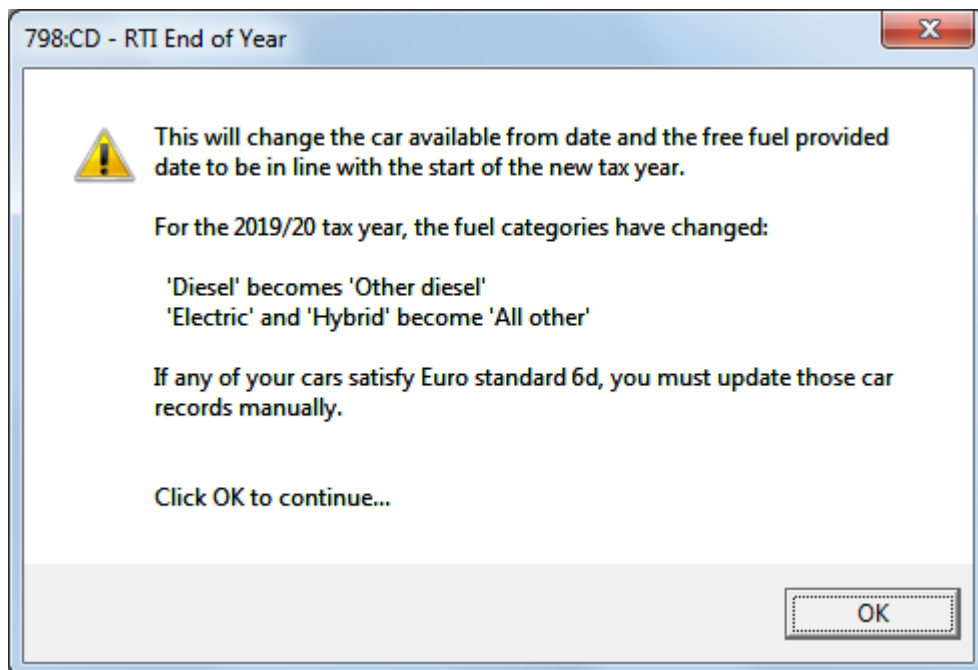 798:CD - RTI End of Year
This will change the car available from date and the free fuel provided
date to be in line with the start of the new tax year.
For the 2019/20 tax year, the fuel categories have changed:
'Diesel' becomes 'Other diesel'
'Electric' and 'Hybrid' become 'All other'
If any of your cars satisfy Euro standard 6d, you must update those car
records manually.
Click OK to continue...
OK